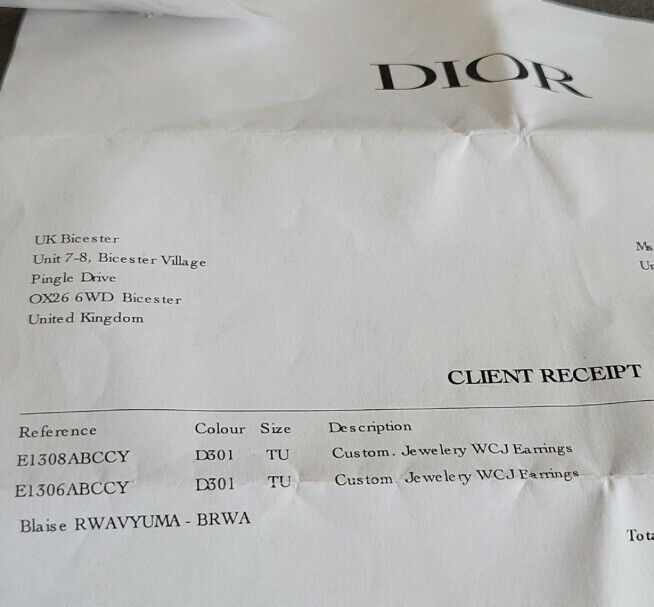 DIOR
UK Bicester
Unit 7-8, Bicester Village
Pingle Drive
OX26 6WD Bicester
United Kingdom
Ms
CLIENT RECEIPT
Reference Colour Size Description
E1308ABCCY D301 TU Custom. Jewelery WCJ Earrings
E1306ABCCY D301 TU Custom. Jewelery WCJ Earrings
Blaise RWAVYUMA - BRWA